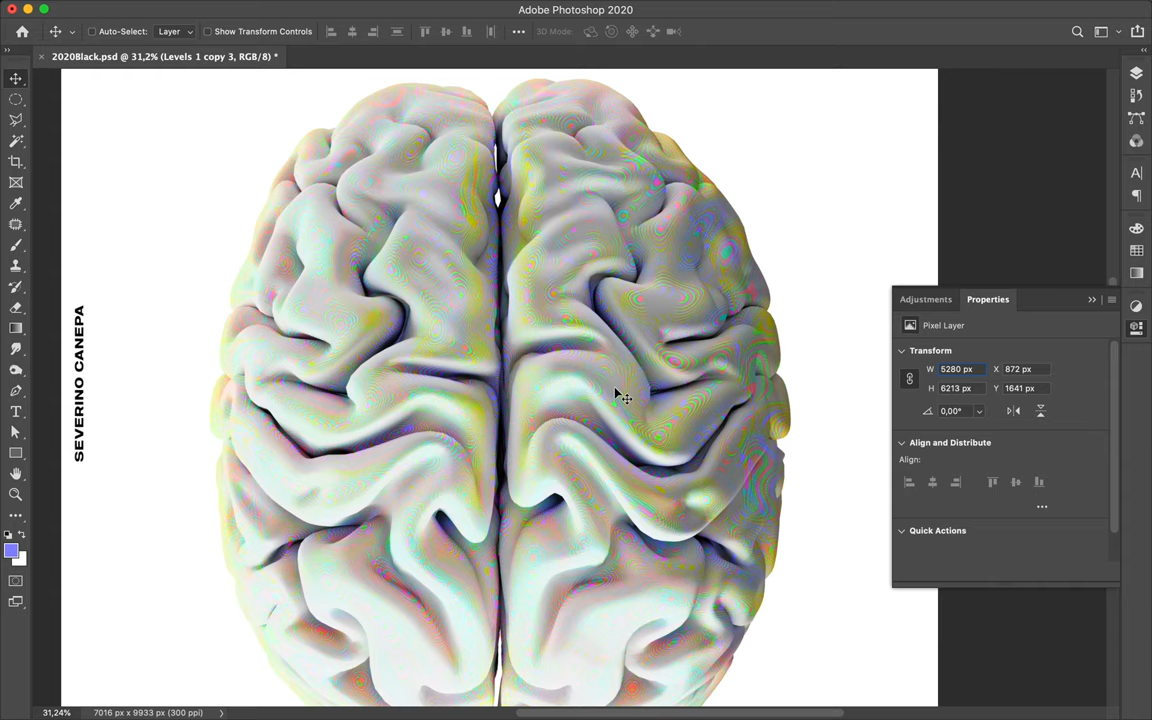 Adobe Photoshop 2020
Auto-Select: Layer Show Transform Controls 3D Mode:
2020Black.psd @ 31,2% (Levels 1 copy 3, RGB/8) *
SEVERINO CANEPA
Adjustments Properties
Pixel Layer
Transform
W 5280 px X 872 px
H 6213 px Y 1641 px
0,00°
Align and Distribute
Align:
Quick Actions
31,24% 7016 px x 9933 px (300 ppi)